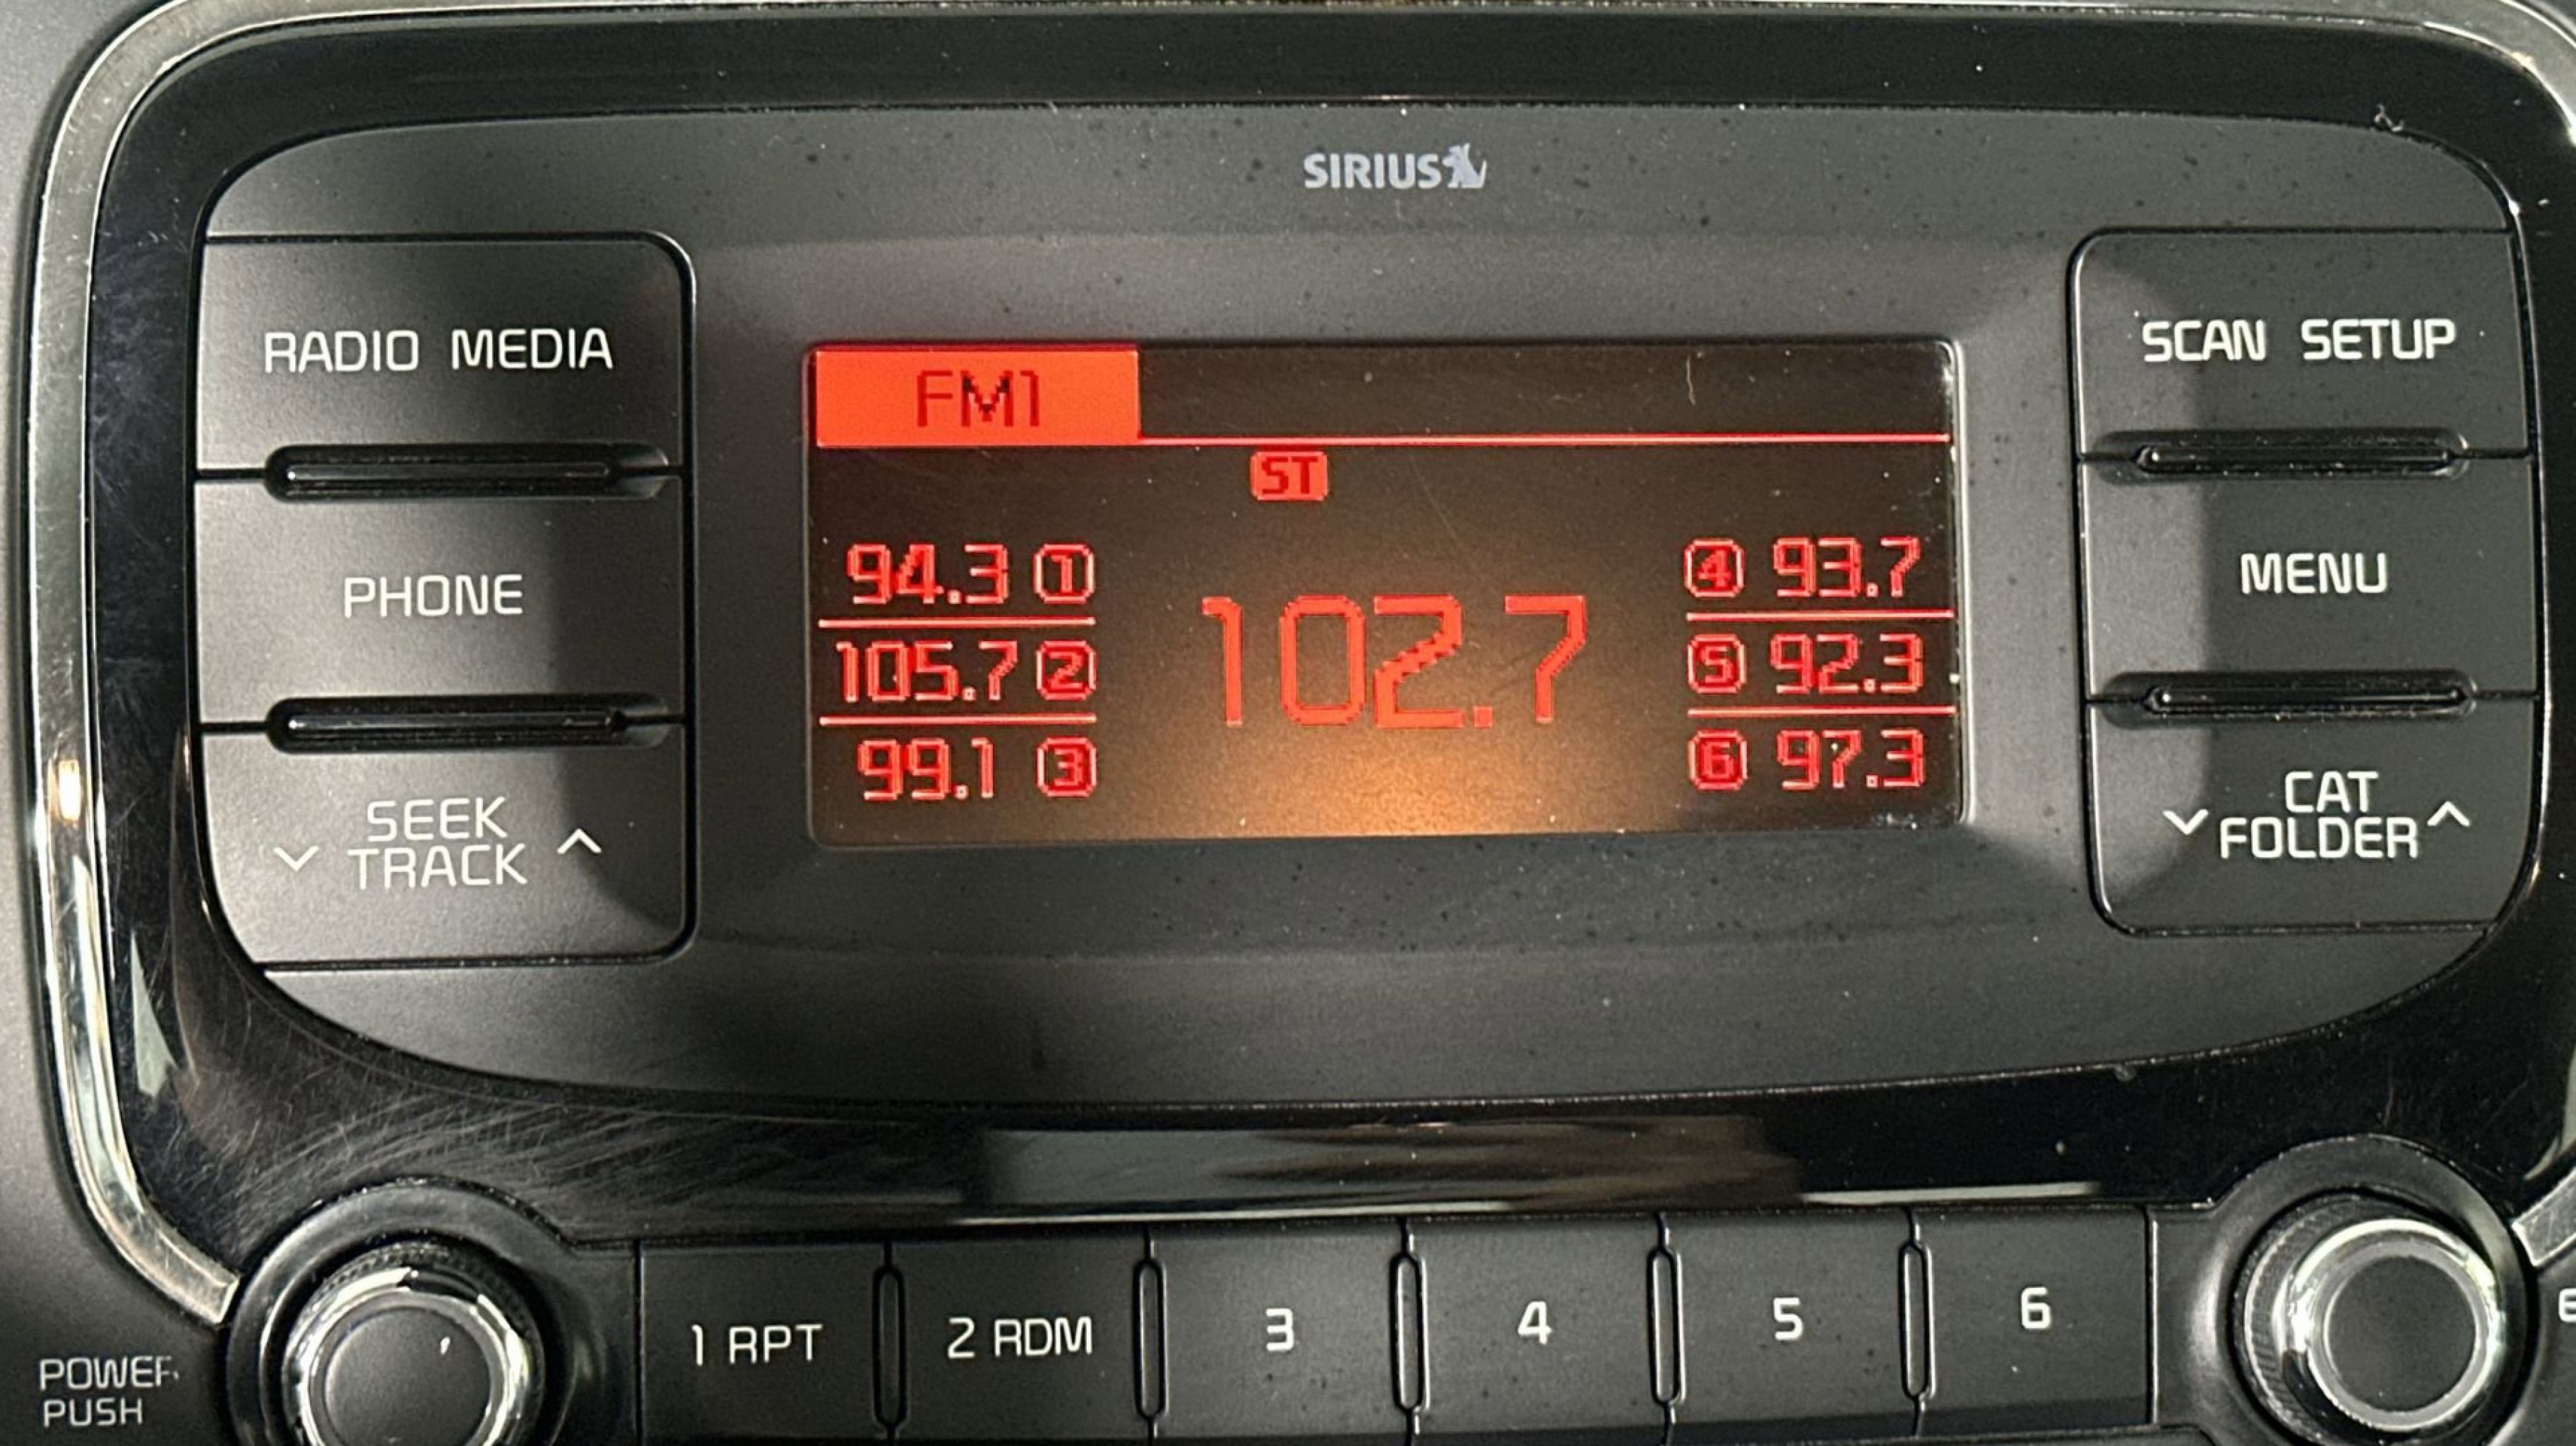 SIRIUS
RADIO MEDIA
PHONE
SEEK
TRACK
FM1
ST
94.3 1
105.7 2
99.1 3
102.7
4 93.7
5 92.3
6 97.3
SCAN SETUP
MENU
CAT
FOLDER
POWER
PUSH
1 RPT
2 RDM
3
4
5
6